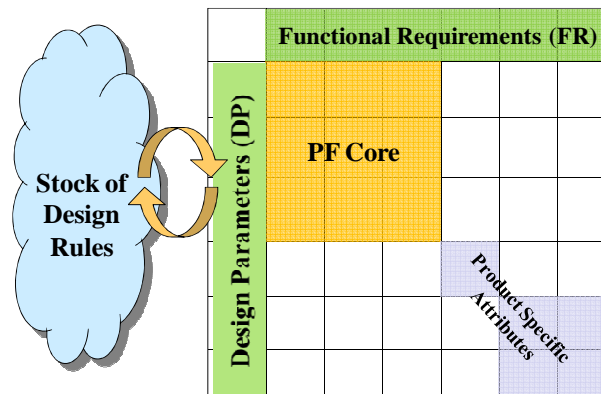 Functional Requirements (FR)
Design Parameters (DP)
PF Core
Stock of
Design
Rules
Product Specific
Attributes